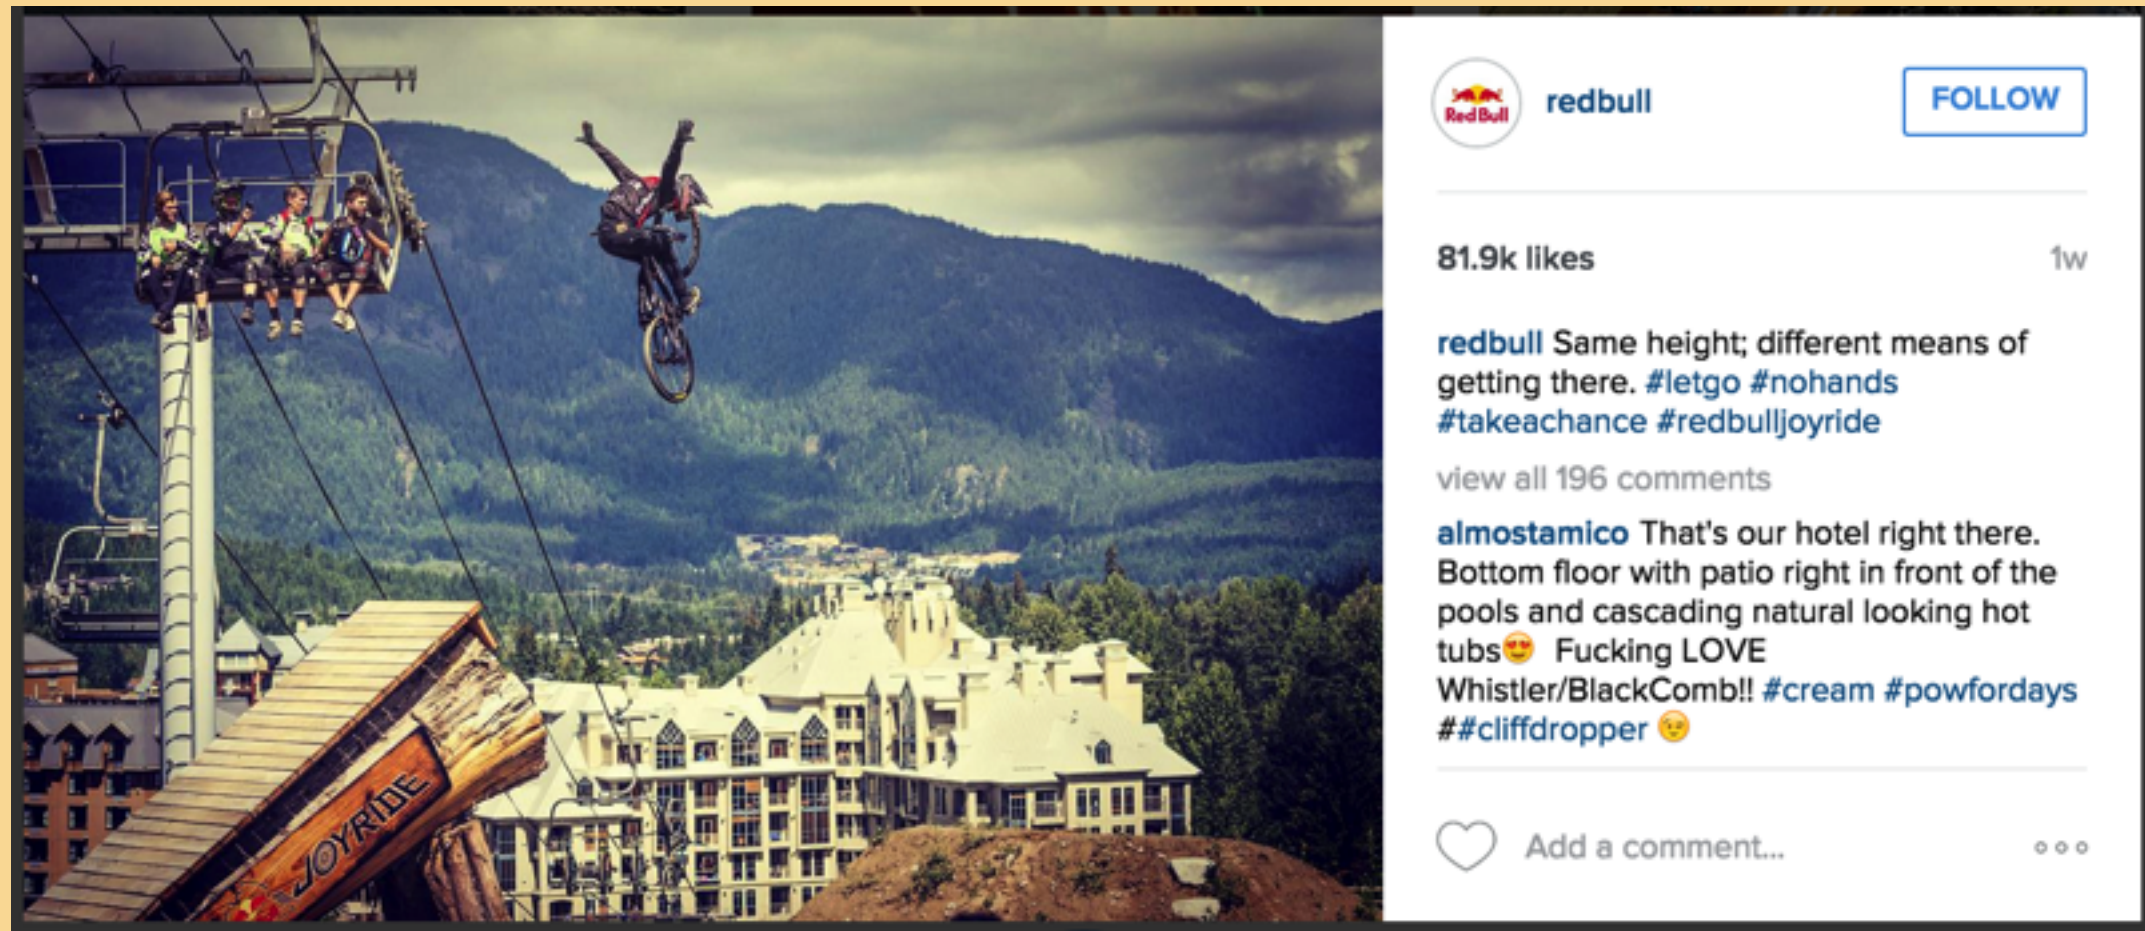 RedBull
redbull
FOLLOW
81.9k likes
1w
redbull Same height; different means of
getting there. #letgo #nohands
#takeachance #redbulljoyride
view all 196 comments
almostamico That's our hotel right there.
Bottom floor with patio right in front of the
pools and cascading natural looking hot
tubs😍 Fucking LOVE
Whistler/BlackComb!! #cream #powfordays
##cliffdropper 😉
Add a comment...
JOYRIDE